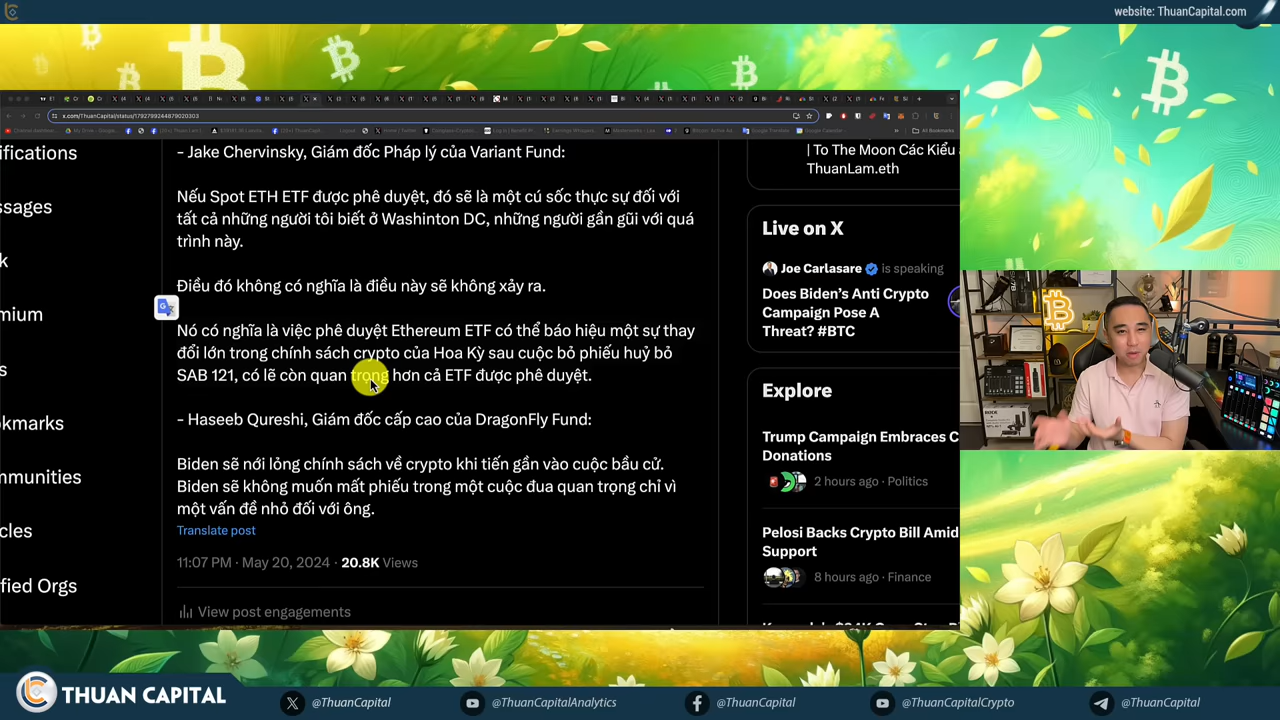 website: ThuanCapital.com
x.com/ThuanCapital/status/1792799244879020303
All Bookmarks
ifications
ssages
k
mium
s
okmarks
mmunities
cles
fied Orgs
- Jake Chervinsky, Giám đốc Pháp lý của Variant Fund:
Nếu Spot ETH ETF được phê duyệt, đó sẽ là một cú sốc thực sự đối với
tất cả những người tôi biết ở Washinton DC, những người gần gũi với quá
trình này.
Điều đó không có nghĩa là điều này sẽ không xảy ra.
Nó có nghĩa là việc phê duyệt Ethereum ETF có thể báo hiệu một sự thay
đổi lớn trong chính sách crypto của Hoa Kỳ sau cuộc bỏ phiếu huỷ bỏ
SAB 121, có lẽ còn quan trọng hơn cả ETF được phê duyệt.
- Haseeb Qureshi, Giám đốc cấp cao của DragonFly Fund:
Biden sẽ nới lỏng chính sách về crypto khi tiến gần vào cuộc bầu cử.
Biden sẽ không muốn mất phiếu trong một cuộc đua quan trọng chỉ vì
một vấn đề nhỏ đối với ông.
Translate post
11:07 PM · May 20, 2024 · 20.8K Views
View post engagements
| To The Moon Các Kiểu
ThuanLam.eth
Live on X
Joe Carlasare is speaking
Does Biden's Anti Crypto
Campaign Pose A
Threat? #BTC
Explore
Trump Campaign Embraces C
Donations
2 hours ago · Politics
Pelosi Backs Crypto Bill Amid
Support
8 hours ago · Finance
THUAN CAPITAL
@ThuanCapital
@ThuanCapitalAnalytics
@ThuanCapital
@ThuanCapitalCrypto
@ThuanCapital